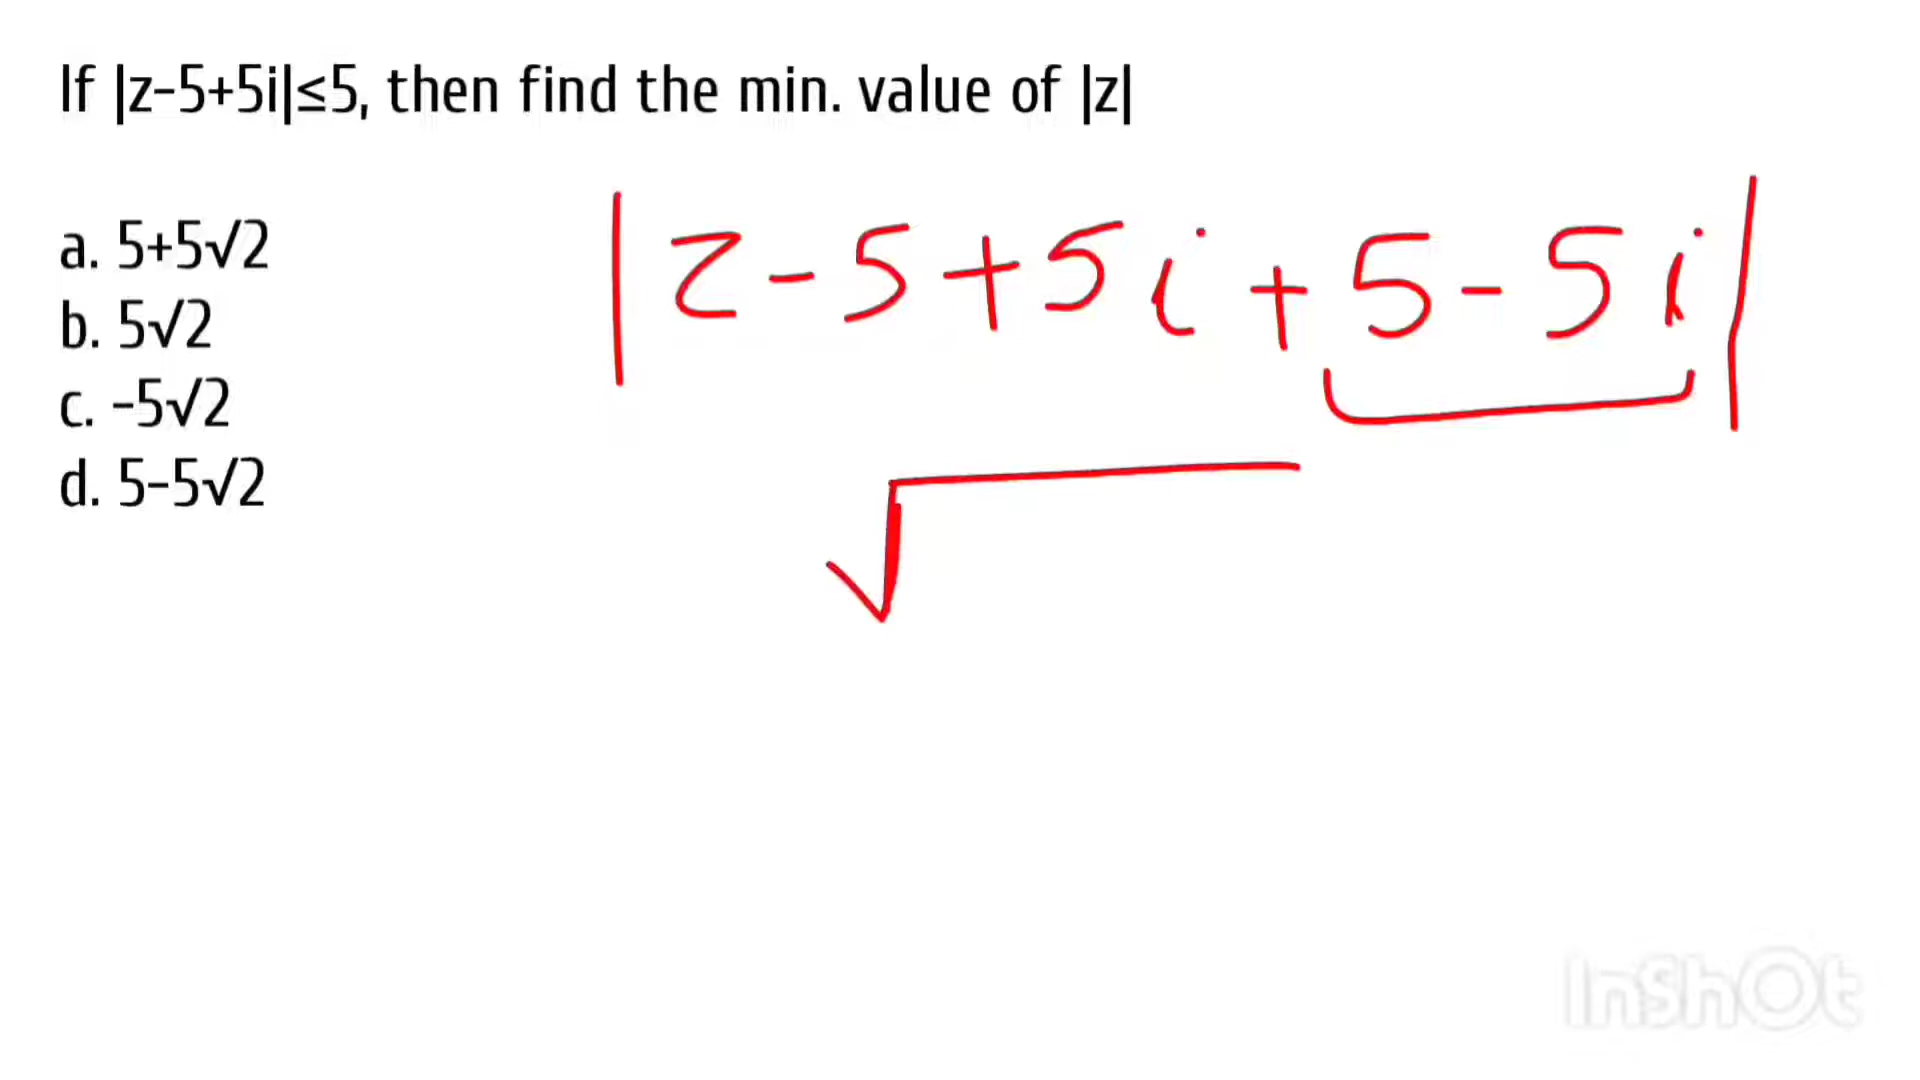 If |z-5+5i|≤5, then find the min. value of |z|
a. 5+5√2
b. 5√2
c. -5√2
d. 5-5√2
|z-5+5i+5-5i|
√
InShOt